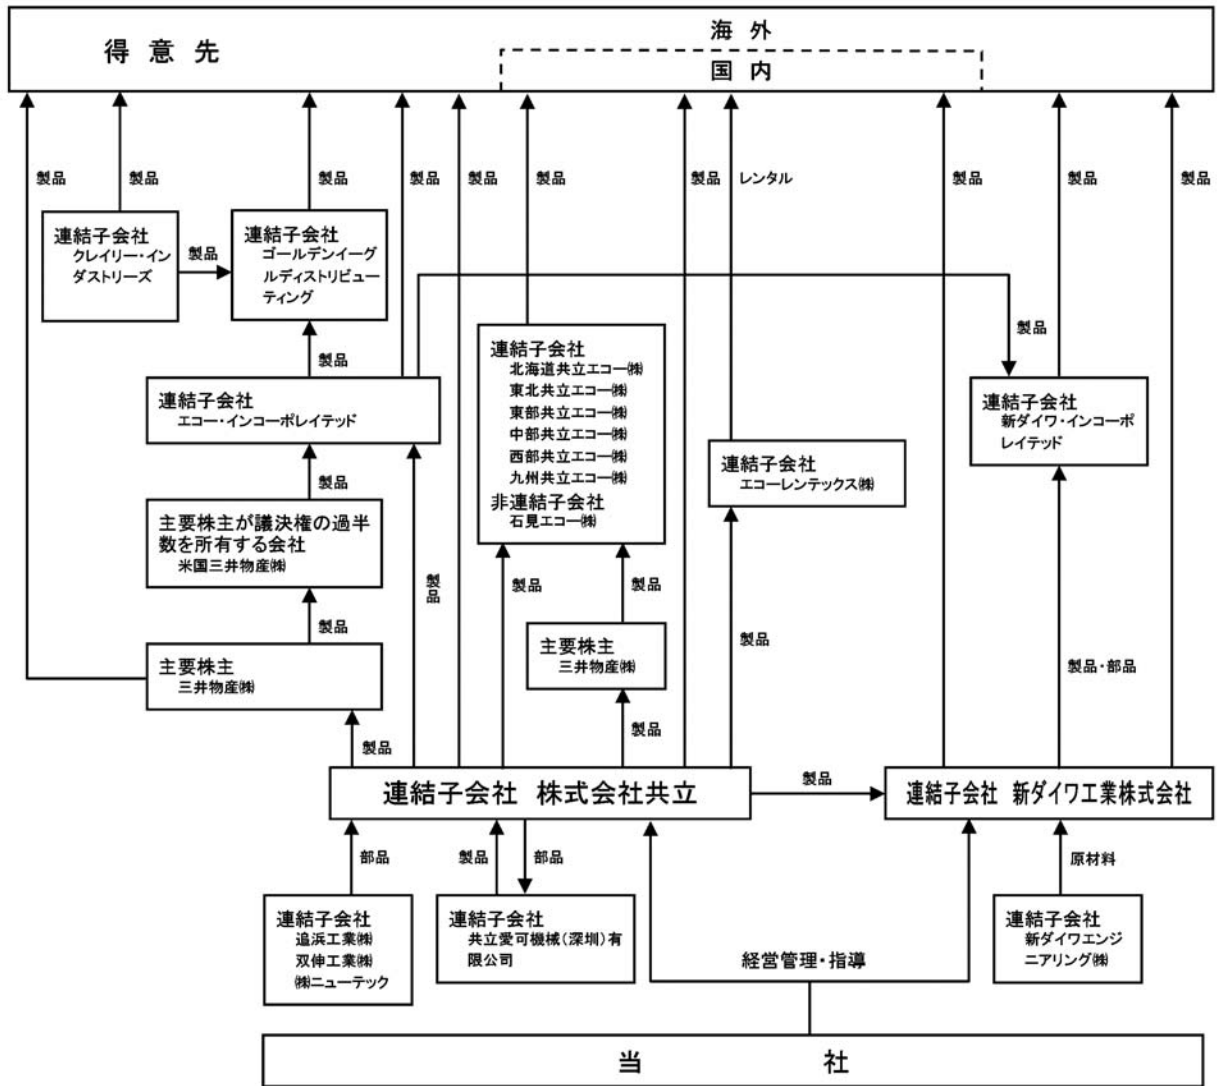 海 外
得 意 先
国 内
製品
製品
製品
製品
製品
製品
製品
レンタル
製品
製品
製品
連結子会社
クレイリー・イン
ダストリーズ
製品
連結子会社
ゴールデンイーグ
ルディストリビュー
ティング
製品
製品
連結子会社
エコー・インコーポレイテッド
連結子会社
北海道共立エコー㈱
東北共立エコー㈱
東部共立エコー㈱
中部共立エコー㈱
西部共立エコー㈱
九州共立エコー㈱
非連結子会社
石見エコー㈱
連結子会社
新ダイワ・インコーポ
レイテッド
連結子会社
エコーレンテックス㈱
製品
主要株主が議決権の過半
数を所有する会社
米国三井物産㈱
製品
製品
製品
製品
主要株主
三井物産㈱
主要株主
三井物産㈱
製品
製品・部品
製品
製品
連結子会社 株式会社共立
製品
連結子会社 新ダイワ工業株式会社
部品
製品
部品
原材料
連結子会社
追浜工業㈱
双伸工業㈱
㈱ニューテック
連結子会社
共立愛可機械(深圳)有
限公司
経営管理・指導
連結子会社
新ダイワエンジ
ニアリング㈱
当 社